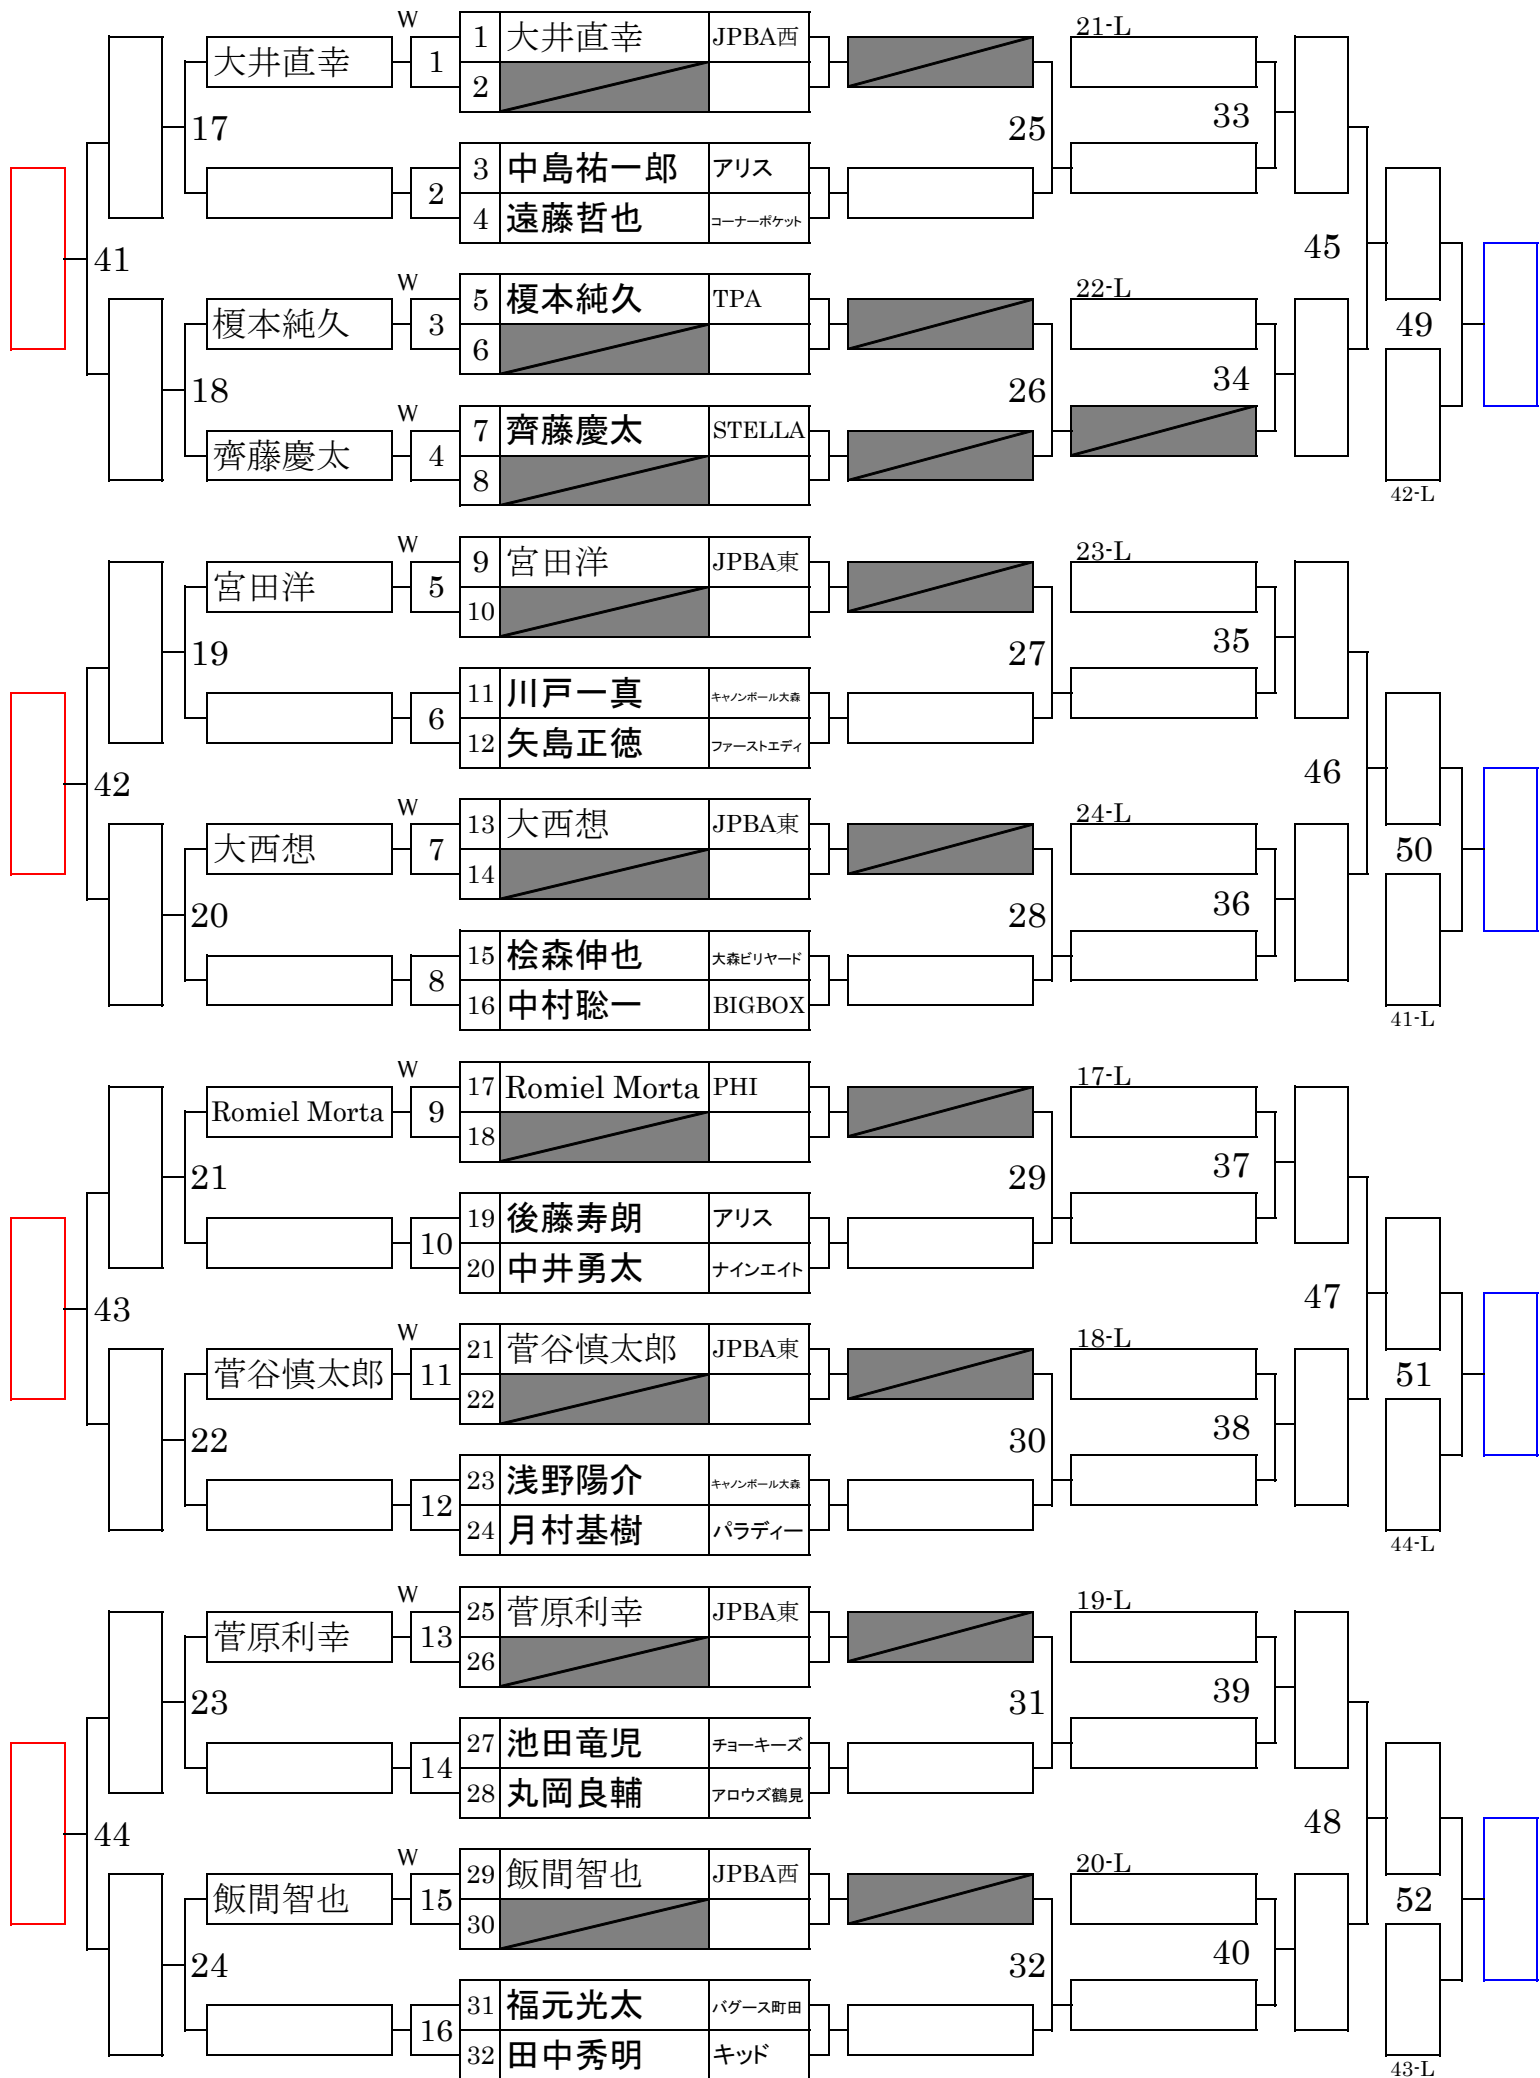 W
1 大井直幸 JPBA西
21-L
大井直幸 1
2
17
25
33
3 中島祐一郎 アリス
2
4 遠藤哲也 コーナーポケット
41
45
W
5 榎本純久 TPA
22-L
榎本純久 3
6
49
18
26
34
W
7 齊藤慶太 STELLA
齊藤慶太 4
8
42-L
W
9 宮田洋 JPBA東
23-L
宮田洋 5
10
19
27
35
11 川戸一真 キャノンボール大森
6
12 矢島正徳 ファーストエディ
42
46
W
13 大西想 JPBA東
24-L
大西想 7
14
50
20
28
36
15 桧森伸也 大森ビリヤード
8
16 中村聡一 BIGBOX
41-L
W
17 Romiel Morta PHI
17-L
Romiel Morta 9
18
21
29
37
19 後藤寿朗 アリス
10
20 中井勇太 ナインエイト
43
47
W
21 菅谷慎太郎 JPBA東
18-L
菅谷慎太郎 11
22
51
22
30
38
23 浅野陽介 キャノンボール大森
12
24 月村基樹 パラディー
44-L
W
25 菅原利幸 JPBA東
19-L
菅原利幸 13
26
23
31
39
27 池田竜児 チョーキーズ
14
28 丸岡良輔 アロウズ鶴見
44
48
W
29 飯間智也 JPBA西
20-L
飯間智也 15
30
52
24
32
40
31 福元光太 バグース町田
16
32 田中秀明 キッド
43-L